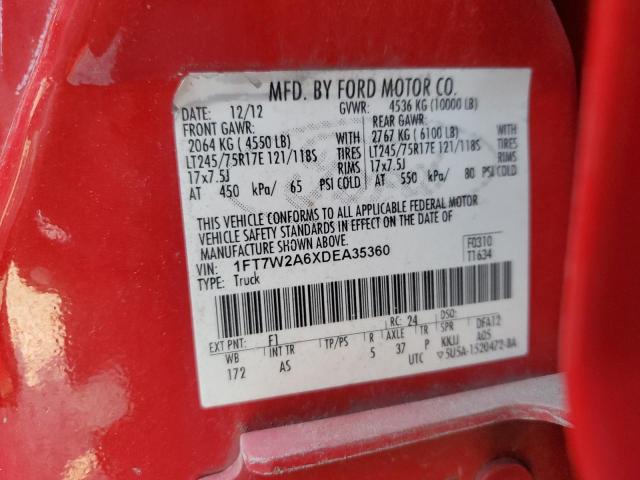 MFD. BY FORD MOTOR CO.
DATE: 12/12 GVWR: 4536 KG (10000 LB)
FRONT GAWR: REAR GAWR:
2064 KG ( 4550 LB) WITH 2767 KG ( 6100 LB) WITH
LT245/75R17E 121/118S TIRES LT245/75R17E 121/118S TIRES
17x7.5J RIMS 17x7.5J RIMS
AT 450 kPa/ 65 PSI COLD AT 550 kPa/ 80 PSI COLD
THIS VEHICLE CONFORMS TO ALL APPLICABLE FEDERAL MOTOR
VEHICLE SAFETY STANDARDS IN EFFECT ON THE DATE OF
MANUFACTURE SHOWN ABOVE.
VIN: 1FT7W2A6XDEA35360 F0310
TYPE: Truck T1634
EXT PNT: F1 RC: 24 DSO:
WB INT TR TP/PS R AXLE TR SPR DFA12
172 AS 5 37 P KKJJ A05
UTC ▽5U5A-1520472-BA